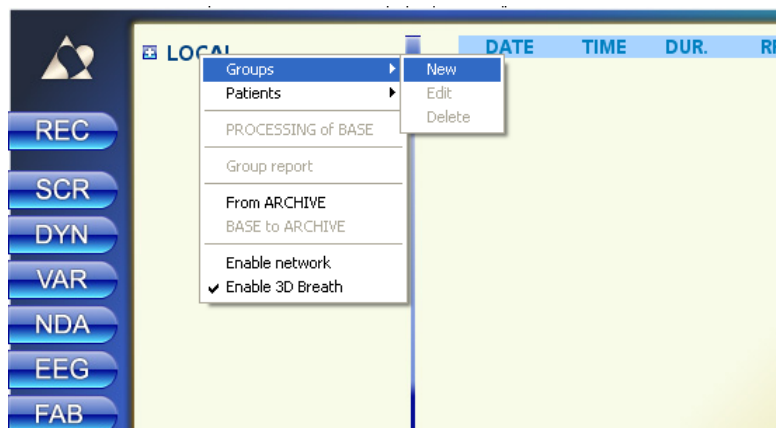 LOCAL
DATE TIME DUR.
Groups
New
Patients
Edit
Delete
PROCESSING of BASE
Group report
From ARCHIVE
BASE to ARCHIVE
Enable network
Enable 3D Breath
REC
SCR
DYN
VAR
NDA
EEG
FAB